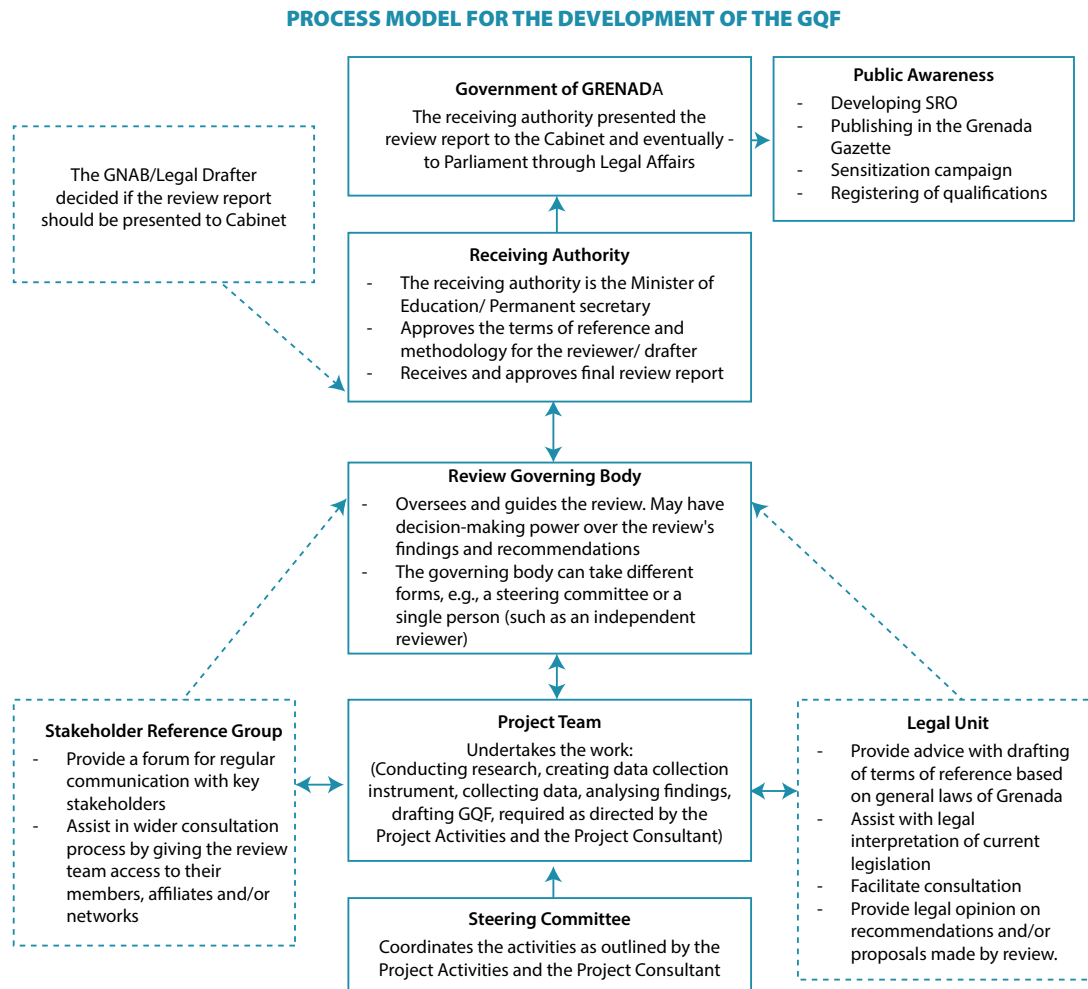 PROCESS MODEL FOR THE DEVELOPMENT OF THE GQF
Government of GRENADA
The receiving authority presented the
review report to the Cabinet and eventually -
to Parliament through Legal Affairs
Public Awareness
- Developing SRO
- Publishing in the Grenada
Gazette
- Sensitization campaign
- Registering of qualifications
The GNAB/Legal Drafter
decided if the review report
should be presented to Cabinet
Receiving Authority
- The receiving authority is the Minister of
Education/ Permanent secretary
- Approves the terms of reference and
methodology for the reviewer/ drafter
- Receives and approves final review report
Review Governing Body
- Oversees and guides the review. May have
decision-making power over the review's
findings and recommendations
- The governing body can take different
forms, e.g., a steering committee or a
single person (such as an independent
reviewer)
Stakeholder Reference Group
- Provide a forum for regular
communication with key
stakeholders
- Assist in wider consultation
process by giving the review
team access to their
members, affiliates and/or
networks
Project Team
Undertakes the work:
(Conducting research, creating data collection
instrument, collecting data, analysing findings,
drafting GQF, required as directed by the
Project Activities and the Project Consultant)
Legal Unit
- Provide advice with drafting
of terms of reference based
on general laws of Grenada
- Assist with legal
interpretation of current
legislation
- Facilitate consultation
- Provide legal opinion on
recommendations and/or
proposals made by review.
Steering Committee
Coordinates the activities as outlined by the
Project Activities and the Project Consultant